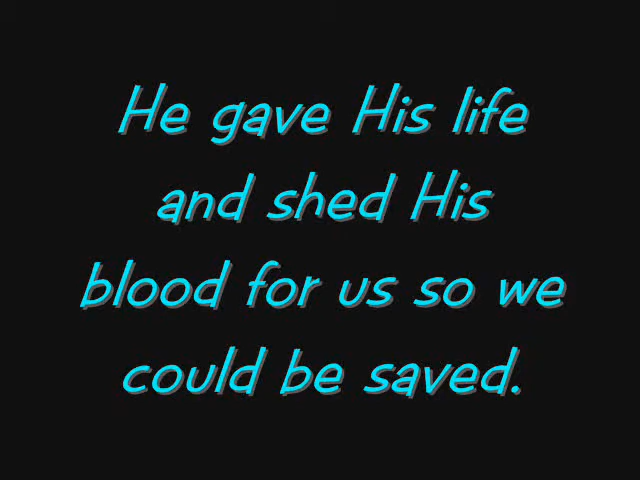 He gave His life
and shed His
blood for us so we
could be saved.